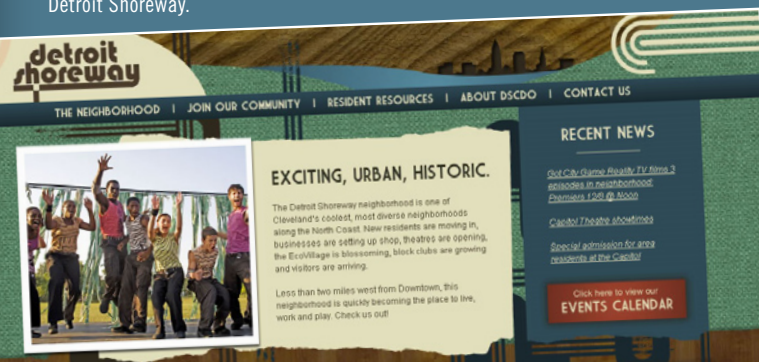 Detroit Shoreway.
detroit
shoreway
THE NEIGHBORHOOD | JOIN OUR COMMUNITY | RESIDENT RESOURCES | ABOUT DSCDO | CONTACT US
EXCITING, URBAN, HISTORIC.
The Detroit Shoreway neighborhood is one of
Cleveland's coolest, most diverse neighborhoods
along the North Coast. New residents are moving in,
businesses are setting up shop, theatres are opening,
the EcoVillage is blossoming, block clubs are growing
and visitors are arriving.
Less than two miles west from Downtown, this
neighborhood is quickly becoming the place to live,
work and play. Check us out!
RECENT NEWS
Got City Game Reality TV films 3
episodes in neighborhood:
Premiers 12/9 @ Noon
Capitol Theatre showtimes
Special admission for area
residents at the Capitol
Click here to view our
EVENTS CALENDAR